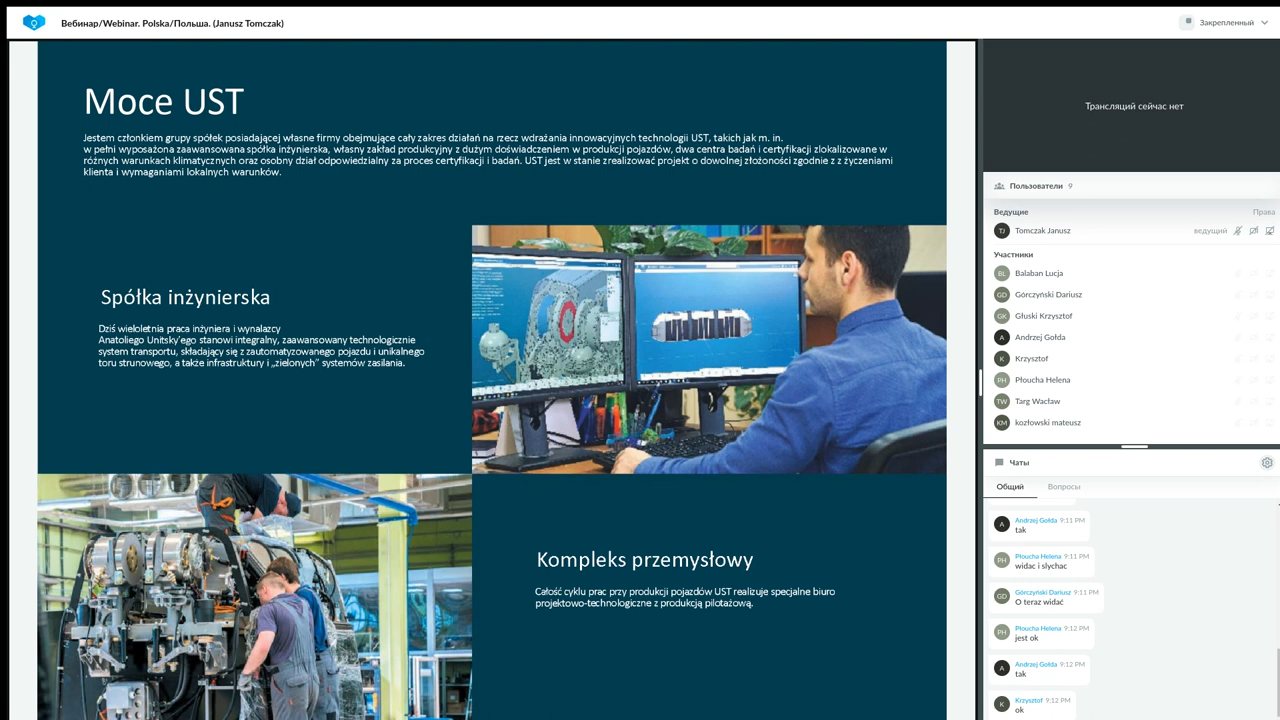 Вебинар/Webinar. Polska/Польша. (Janusz Tomczak)
Закрепленный
Moce UST
Jestem członkiem grupy spółek posiadającej własne firmy obejmujące cały zakres działań na rzecz wdrażania innowacyjnych technologii UST, takich jak m. in.
w pełni wyposażona zaawansowana spółka inżynierska, własny zakład produkcyjny z dużym doświadczeniem w produkcji pojazdów, dwa centra badań i certyfikacji zlokalizowane w
różnych warunkach klimatycznych oraz osobny dział odpowiedzialny za proces certyfikacji i badań. UST jest w stanie zrealizować projekt o dowolnej złożoności zgodnie z z życzeniami
klienta i wymaganiami lokalnych warunków.
Spółka inżynierska
Dziś wieloletnia praca inżyniera i wynalazcy
Anatoliego Unitsky'ego stanowi integralny, zaawansowany technologicznie
system transportu, składający się z zautomatyzowanego pojazdu i unikalnego
toru strunowego, a także infrastruktury i „zielonych” systemów zasilania.
Kompleks przemysłowy
Całość cyklu prac przy produkcji pojazdów UST realizuje specjalne biuro
projektowo-technologiczne z produkcją pilotażową.
Трансляций сейчас нет
Пользователи 9
Ведущие Права
TJ Tomczak Janusz ведущий
Участники
BL Balaban Lucja
GD Górczyński Dariusz
GK Głuski Krzysztof
A Andrzej Gołda
K Krzysztof
PH Płoucha Helena
TW Targ Wacław
KM kozłowski mateusz
Чаты
Общий Вопросы
A Andrzej Gołda 9:11 PM
tak
PH Płoucha Helena 9:11 PM
widac i slychac
GD Górczyński Dariusz 9:11 PM
O teraz widać
PH Płoucha Helena 9:12 PM
jest ok
A Andrzej Gołda 9:12 PM
tak
K Krzysztof 9:12 PM
ok